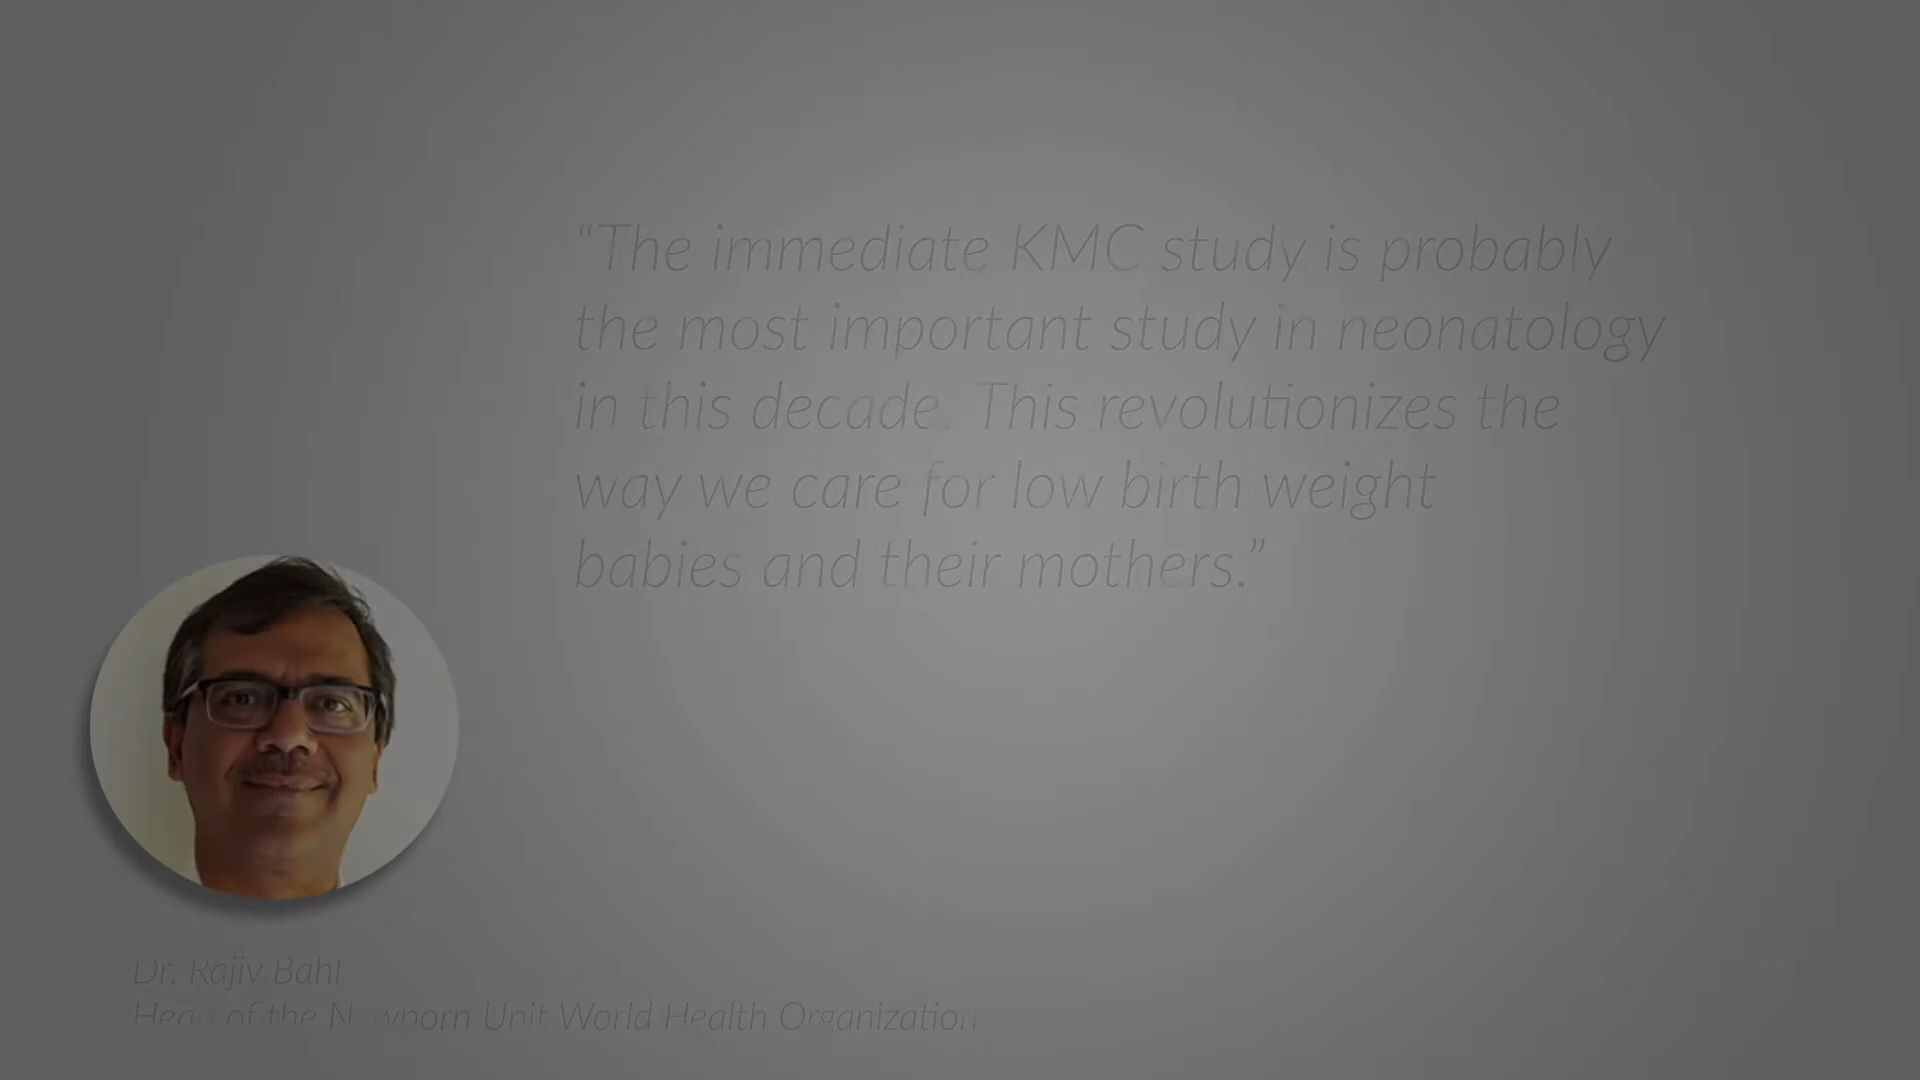 “The immediate KMC study is probably
the most important study in neonatology
in this decade. This revolutionizes the
way we care for low birth weight
babies and their mothers.”
Dr. Rajiv Bahl
Head of the Newborn Unit World Health Organization